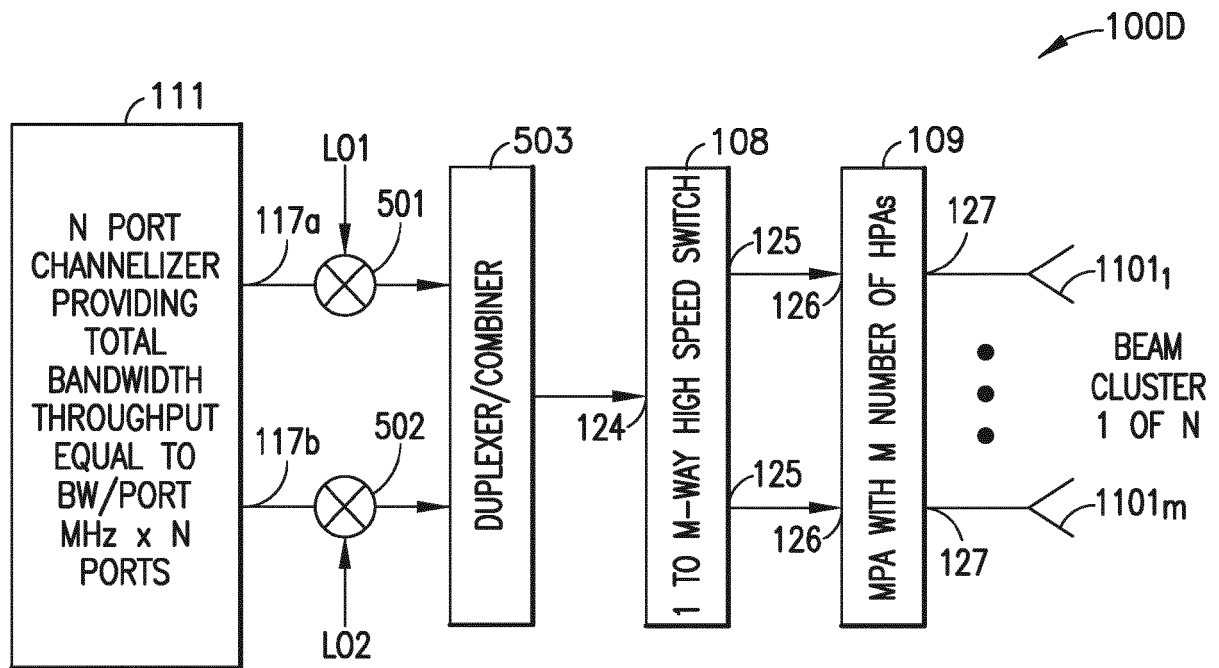 100D
111
N PORT
CHANNELIZER
PROVIDING
TOTAL
BANDWIDTH
THROUGHPUT
EQUAL TO
BW/PORT
MHz x N
PORTS
117a
LO1
501
117b
502
LO2
503
DUPLEXER/COMBINER
124
108
1 TO M-WAY HIGH SPEED SWITCH
125
126
125
126
109
MPA WITH M NUMBER OF HPAs
127
127
1101₁
BEAM
CLUSTER
1 OF N
1101m